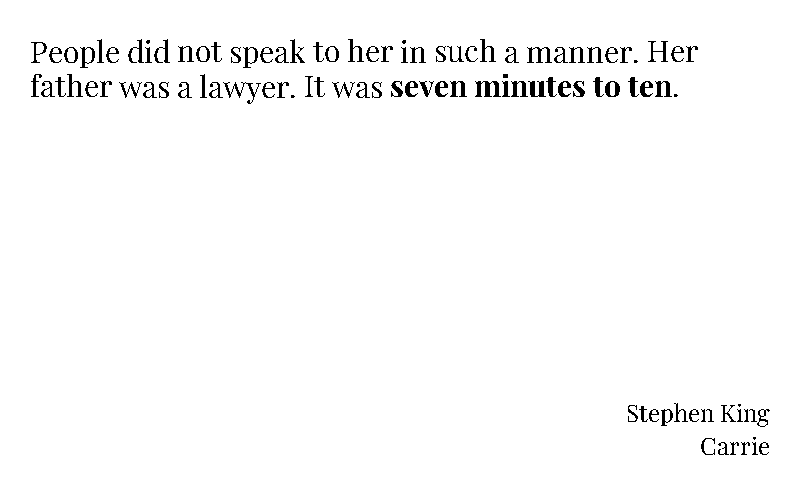 People did not speak to her in such a manner. Her
father was a lawyer. It was seven minutes to ten.
Stephen King
Carrie